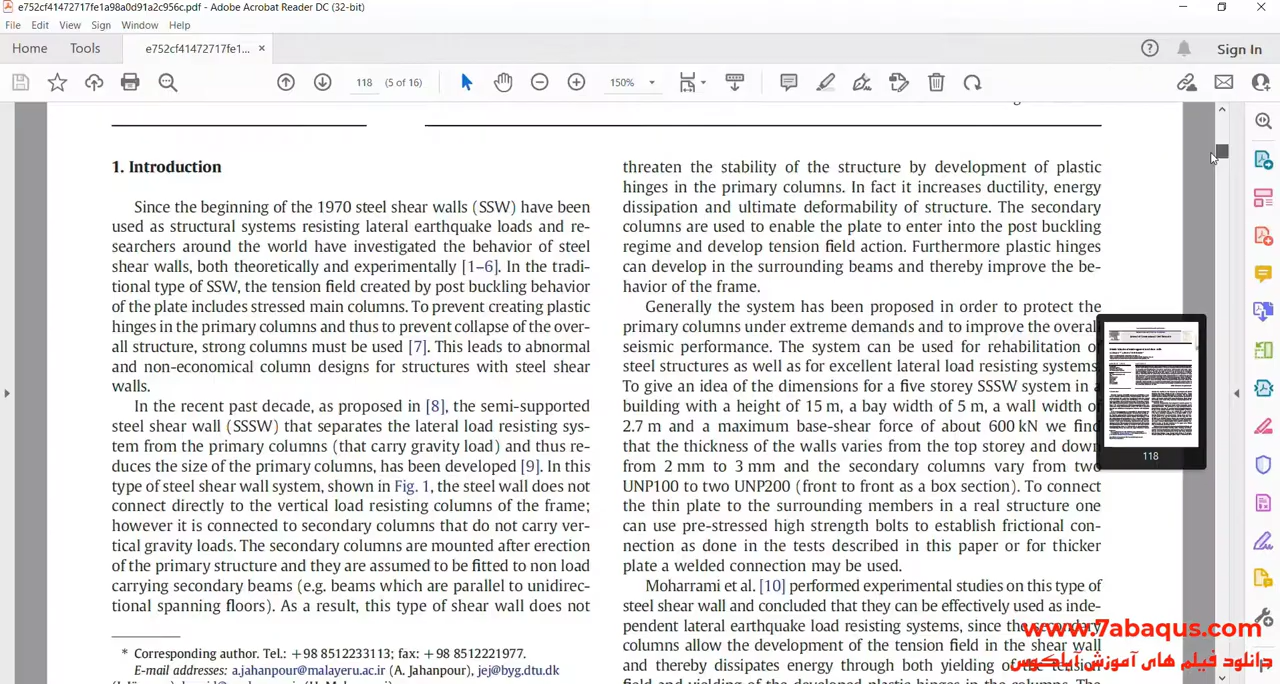 e752cf41472717fe1a98a0d91a2c956c.pdf - Adobe Acrobat Reader DC (32-bit)
File Edit View Sign Window Help
Home Tools e752cf41472717fe1... × Sign In
118 (5 of 16) 150%
1. Introduction
Since the beginning of the 1970 steel shear walls (SSW) have been
used as structural systems resisting lateral earthquake loads and re-
searchers around the world have investigated the behavior of steel
shear walls, both theoretically and experimentally [1–6]. In the tradi-
tional type of SSW, the tension field created by post buckling behavior
of the plate includes stressed main columns. To prevent creating plastic
hinges in the primary columns and thus to prevent collapse of the over-
all structure, strong columns must be used [7]. This leads to abnormal
and non-economical column designs for structures with steel shear
walls.
In the recent past decade, as proposed in [8], the semi-supported
steel shear wall (SSSW) that separates the lateral load resisting sys-
tem from the primary columns (that carry gravity load) and thus re-
duces the size of the primary columns, has been developed [9]. In this
type of steel shear wall system, shown in Fig. 1, the steel wall does not
connect directly to the vertical load resisting columns of the frame;
however it is connected to secondary columns that do not carry ver-
tical gravity loads. The secondary columns are mounted after erection
of the primary structure and they are assumed to be fitted to non load
carrying secondary beams (e.g. beams which are parallel to unidirec-
tional spanning floors). As a result, this type of shear wall does not
* Corresponding author. Tel.: +98 8512233113; fax: +98 8512221977.
E-mail addresses: a.jahanpour@malayeru.ac.ir (A. Jahanpour), jej@byg.dtu.dk
threaten the stability of the structure by development of plastic
hinges in the primary columns. In fact it increases ductility, energy
dissipation and ultimate deformability of structure. The secondary
columns are used to enable the plate to enter into the post buckling
regime and develop tension field action. Furthermore plastic hinges
can develop in the surrounding beams and thereby improve the be-
havior of the frame.
Generally the system has been proposed in order to protect the
primary columns under extreme demands and to improve the overall
seismic performance. The system can be used for rehabilitation of
steel structures as well as for excellent lateral load resisting systems.
To give an idea of the dimensions for a five storey SSSW system in a
building with a height of 15 m, a bay width of 5 m, a wall width of
2.7 m and a maximum base-shear force of about 600 kN we find
that the thickness of the walls varies from the top storey and down
from 2 mm to 3 mm and the secondary columns vary from two
UNP100 to two UNP200 (front to front as a box section). To connect
the thin plate to the surrounding members in a real structure one
can use pre-stressed high strength bolts to establish frictional con-
nection as done in the tests described in this paper or for thicker
plate a welded connection may be used.
Moharrami et al. [10] performed experimental studies on this type of
steel shear wall and concluded that they can be effectively used as inde-
pendent lateral earthquake load resisting systems, since the secondary
columns allow the development of the tension field in the shear wall
and thereby dissipates energy through both yielding of
118
www.7abaqus.com
دانلود فیلم های آموزش آباکوس